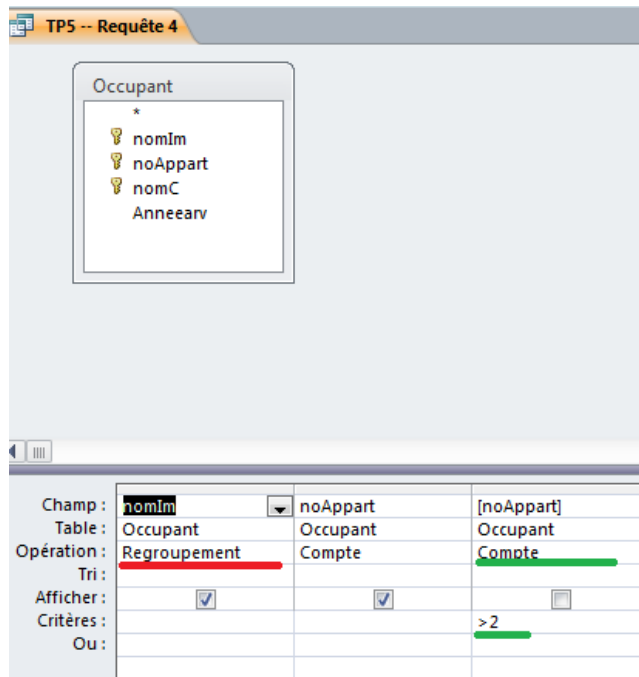 TP5 -- Requête 4
Occupant
*
nomIm
noAppart
nomC
Anneearv
Champ : nomIm noAppart [noAppart]
Table : Occupant Occupant Occupant
Opération : Regroupement Compte Compte
Tri :
Afficher :
Critères : >2
Ou :